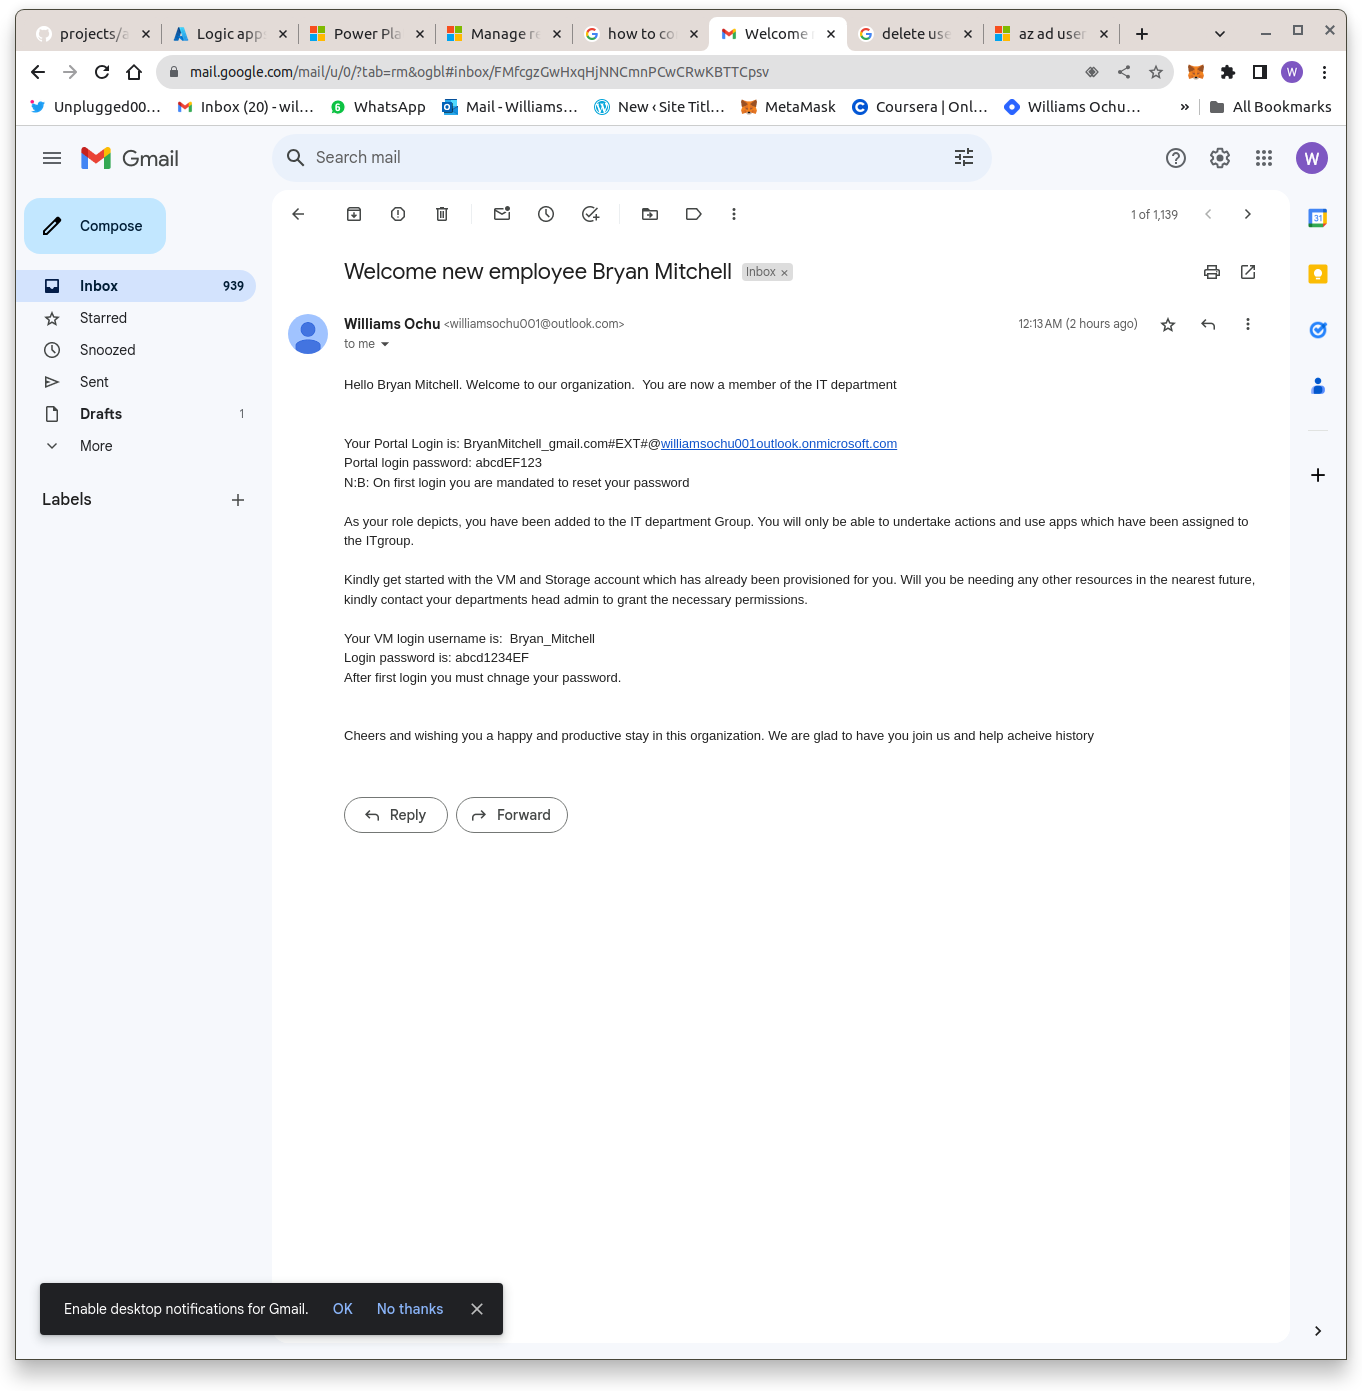 projects/a
Logic app
Power Pla
Manage re
how to co
Welcome
delete use
az ad user
mail.google.com/mail/u/0/?tab=rm&ogbl#inbox/FMfcgzGwHxqHjNNCmnPCwCRwKBTTCpsv
W
Unplugged00...
Inbox (20) - wil...
6
WhatsApp
Mail - Williams...
New ‹ Site Titl...
MetaMask
Coursera | Onl...
Williams Ochu...
»
All Bookmarks
Gmail
Search mail
W
Compose
1 of 1,139
31
Inbox 939
Starred
Snoozed
Sent
Drafts 1
More
Labels
Welcome new employee Bryan Mitchell Inbox ×
Williams Ochu <williamsochu001@outlook.com> 12:13 AM (2 hours ago)
to me
Hello Bryan Mitchell. Welcome to our organization.  You are now a member of the IT department
Your Portal Login is: BryanMitchell_gmail.com#EXT#@williamsochu001outlook.onmicrosoft.com
Portal login password: abcdEF123
N:B: On first login you are mandated to reset your password
As your role depicts, you have been added to the IT department Group. You will only be able to undertake actions and use apps which have been assigned to
the ITgroup.
Kindly get started with the VM and Storage account which has already been provisioned for you. Will you be needing any other resources in the nearest future,
kindly contact your departments head admin to grant the necessary permissions.
Your VM login username is:  Bryan_Mitchell
Login password is: abcd1234EF
After first login you must chnage your password.
Cheers and wishing you a happy and productive stay in this organization. We are glad to have you join us and help acheive history
Reply
Forward
Enable desktop notifications for Gmail. OK No thanks